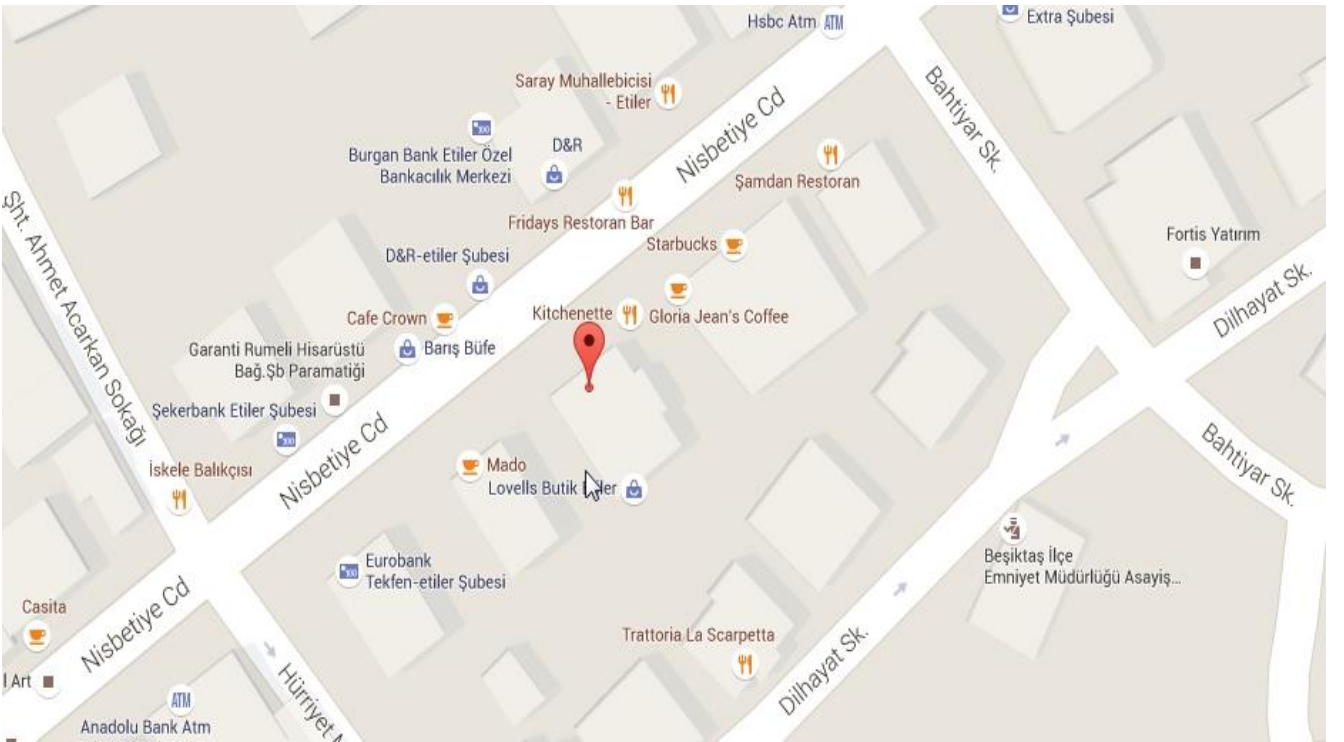 Hsbc Atm ATM
Extra Şubesi
Saray Muhallebicisi
- Etiler
Nisbetiye Cd
Bahtiyar Sk.
Burgan Bank Etiler Özel
Bankacılık Merkezi
D&R
Şamdan Restoran
Fridays Restoran Bar
Starbucks
Fortis Yatırım
Şht. Ahmet Acarkan Sokağı
D&R-etiler Şubesi
Dilhayat Sk.
Cafe Crown
Kitchenette
Gloria Jean's Coffee
Garanti Rumeli Hisarüstü
Bağ.Şb Paramatiği
Barış Büfe
Şekerbank Etiler Şubesi
İskele Balıkçısı
Nisbetiye Cd
Mado
Lovells Butik
Bahtiyar Sk.
Eurobank
Tekfen-etiler Şubesi
Beşiktaş İlçe
Emniyet Müdürlüğü Asayiş...
Casita
Nisbetiye Cd
Trattoria La Scarpetta
Dilhayat Sk.
l Art
Hürriyet
ATM
Anadolu Bank Atm